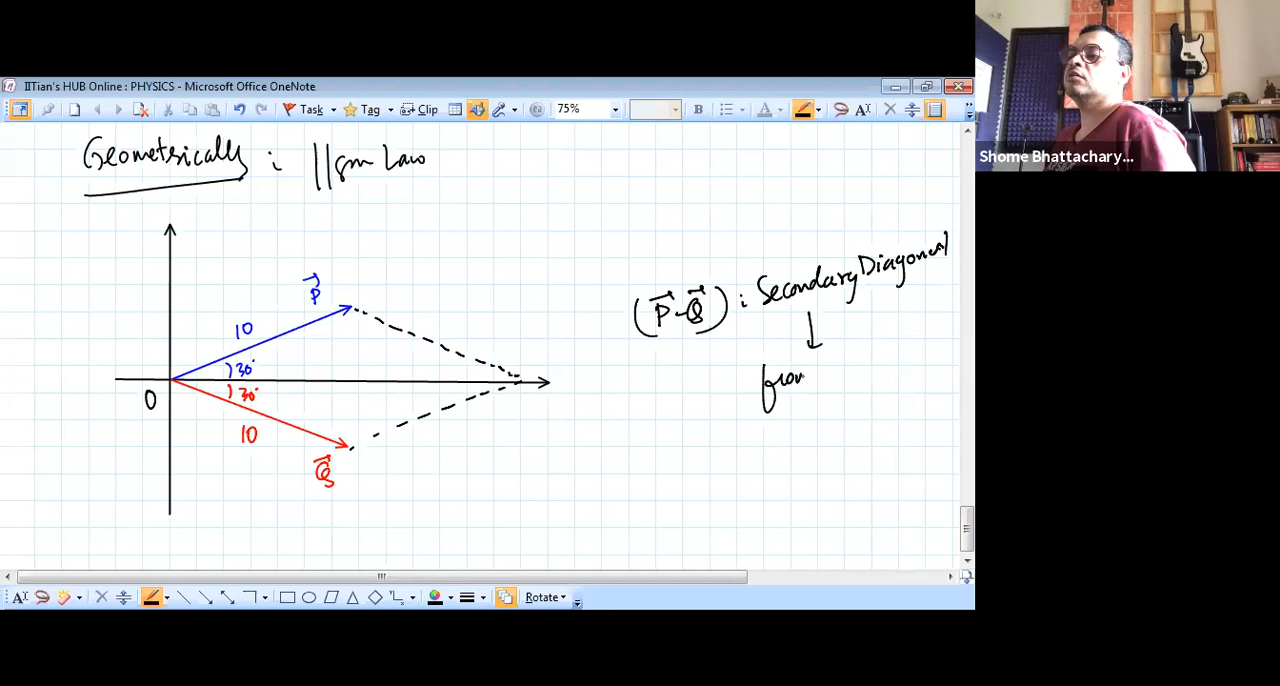 IITian's HUB Online : PHYSICS - Microsoft Office OneNote
Task Tag Clip 75% B A
Geometrically : ||gm Law
P
10
30°
O
30°
10
Q
(P - Q) : Secondary Diagonal
from
Rotate
Shome Bhattachary...